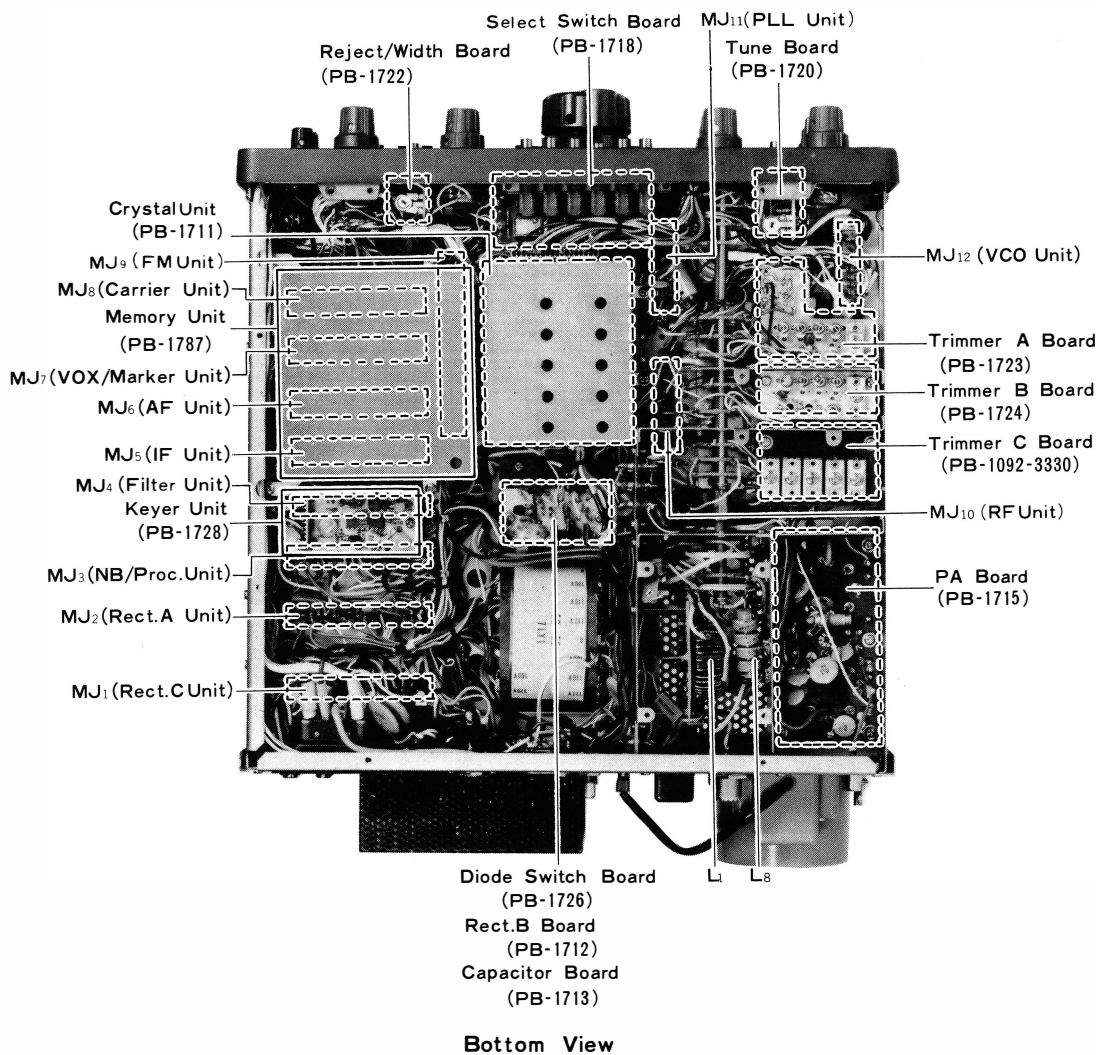 Select Switch Board
(PB-1718)
MJ₁₁(PLL Unit)
Reject/Width Board
(PB-1722)
Tune Board
(PB-1720)
Crystal Unit
(PB-1711)
MJ₉ (FM Unit)
MJ₈(Carrier Unit)
Memory Unit
(PB-1787)
MJ₇(VOX/Marker Unit)
MJ₆(AF Unit)
MJ₅(IF Unit)
MJ₄(Filter Unit)
Keyer Unit
(PB-1728)
MJ₃(NB/Proc.Unit)
MJ₂(Rect.A Unit)
MJ₁(Rect.C Unit)
MJ₁₂(VCO Unit)
Trimmer A Board
(PB-1723)
Trimmer B Board
(PB-1724)
Trimmer C Board
(PB-1092-3330)
MJ₁₀(RF Unit)
PA Board
(PB-1715)
Diode Switch Board
(PB-1726)
Rect.B Board
(PB-1712)
Capacitor Board
(PB-1713)
L₁
L₈
Bottom View